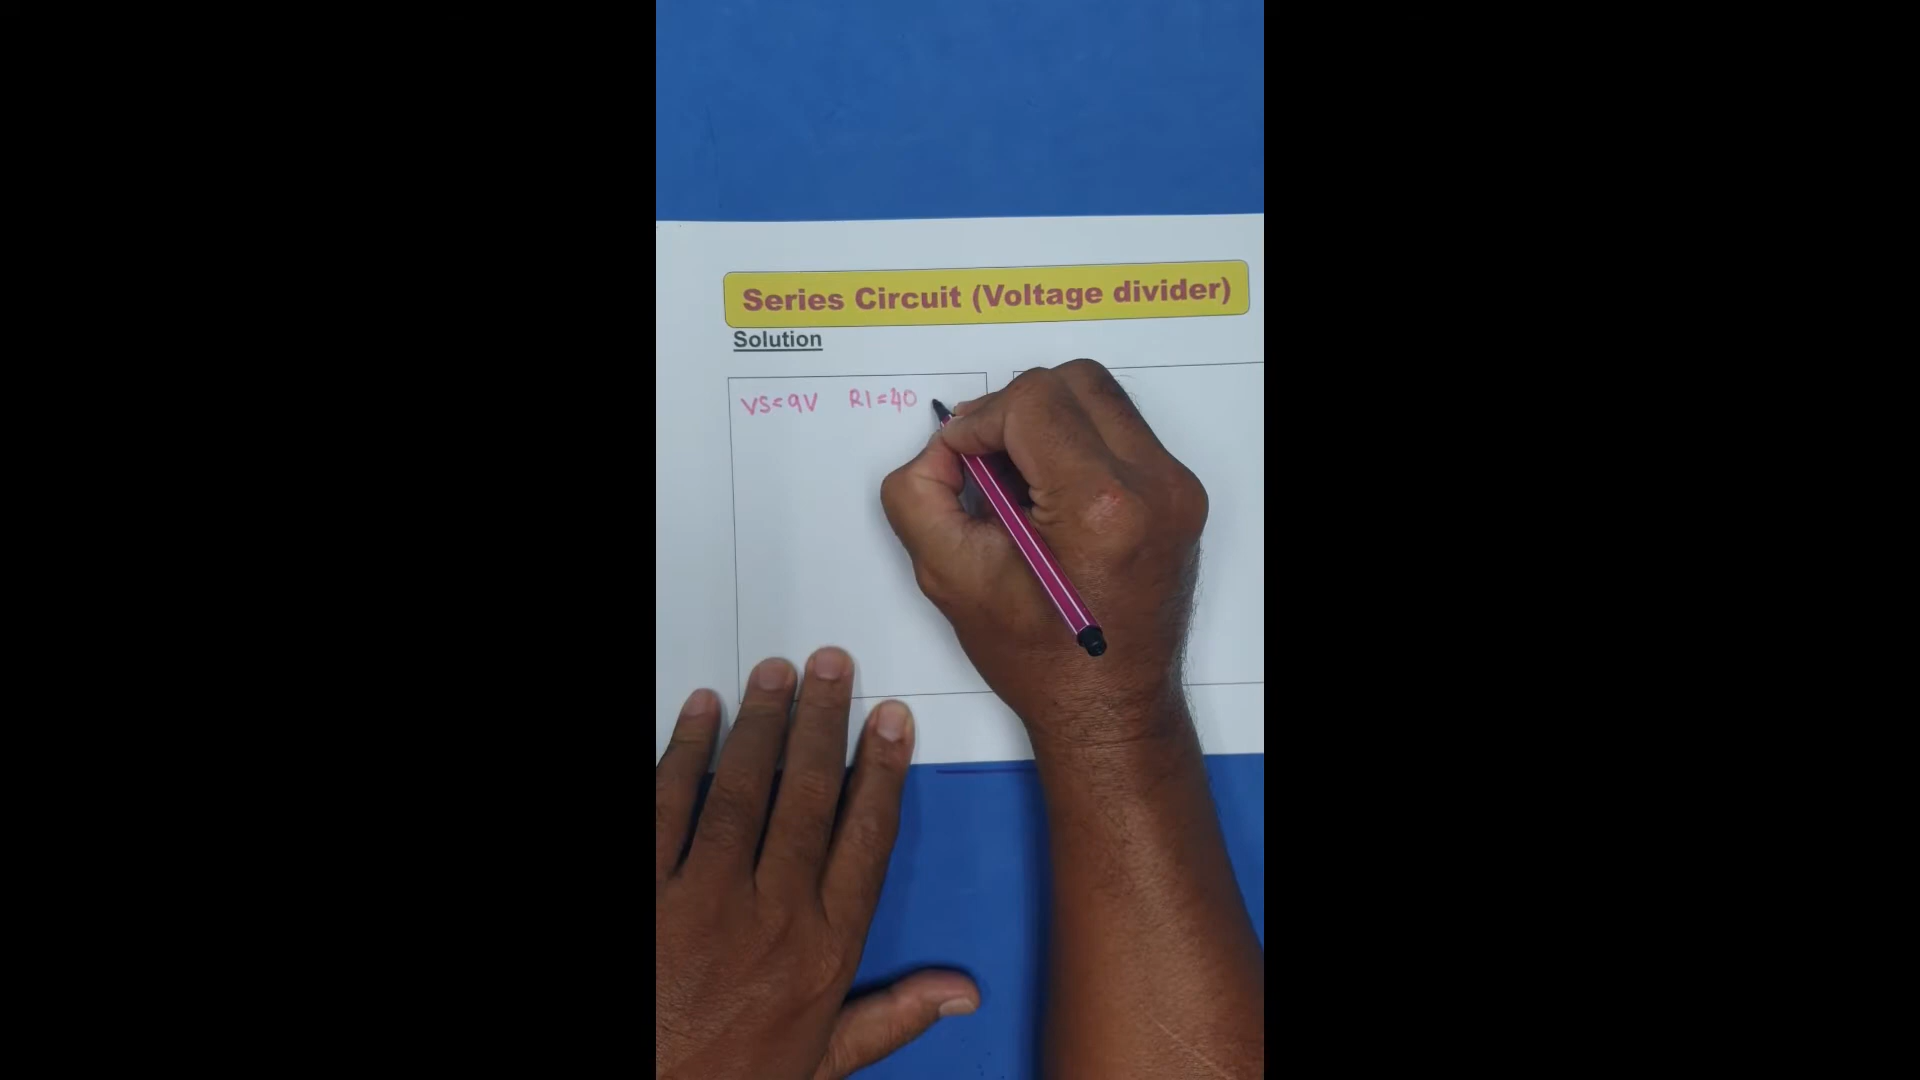 Series Circuit (Voltage divider)
Solution
VS=9V R1=40